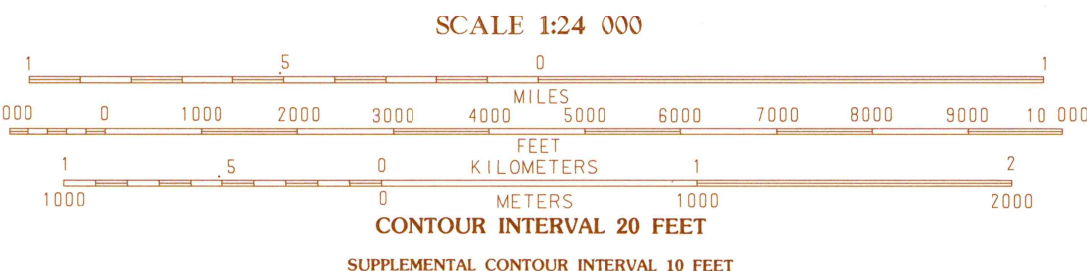 SCALE 1:24 000
1 .5 0 1
MILES
000 0 1000 2000 3000 4000 5000 6000 7000 8000 9000 10 000
FEET
1 .5 0 KILOMETERS 1 2
1000 0 METERS 1000 2000
CONTOUR INTERVAL 20 FEET
SUPPLEMENTAL CONTOUR INTERVAL 10 FEET